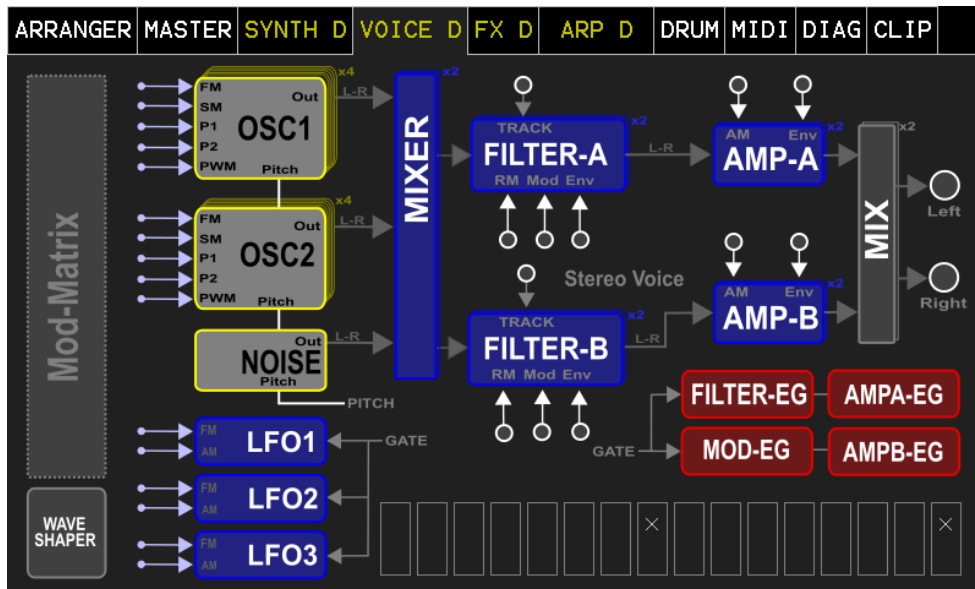 ARRANGER MASTER SYNTH D VOICE D FX D ARP D DRUM MIDI DIAG CLIP
Mod-Matrix
WAVE
SHAPER
x4
FM
SM
P1
P2
PWM
Out
OSC1
Pitch
L-R
x4
FM
SM
P1
P2
PWM
Out
OSC2
Pitch
L-R
Out
NOISE
Pitch
L-R
PITCH
FM
AM
LFO1
GATE
FM
AM
LFO2
FM
AM
LFO3
x2
MIXER
x2
TRACK
FILTER-A
RM Mod Env
L-R
Stereo Voice
x2
TRACK
FILTER-B
RM Mod Env
L-R
x2
AM Env
AMP-A
x2
AM Env
AMP-B
x2
MIX
Left
Right
GATE
FILTER-EG AMPA-EG
MOD-EG AMPB-EG